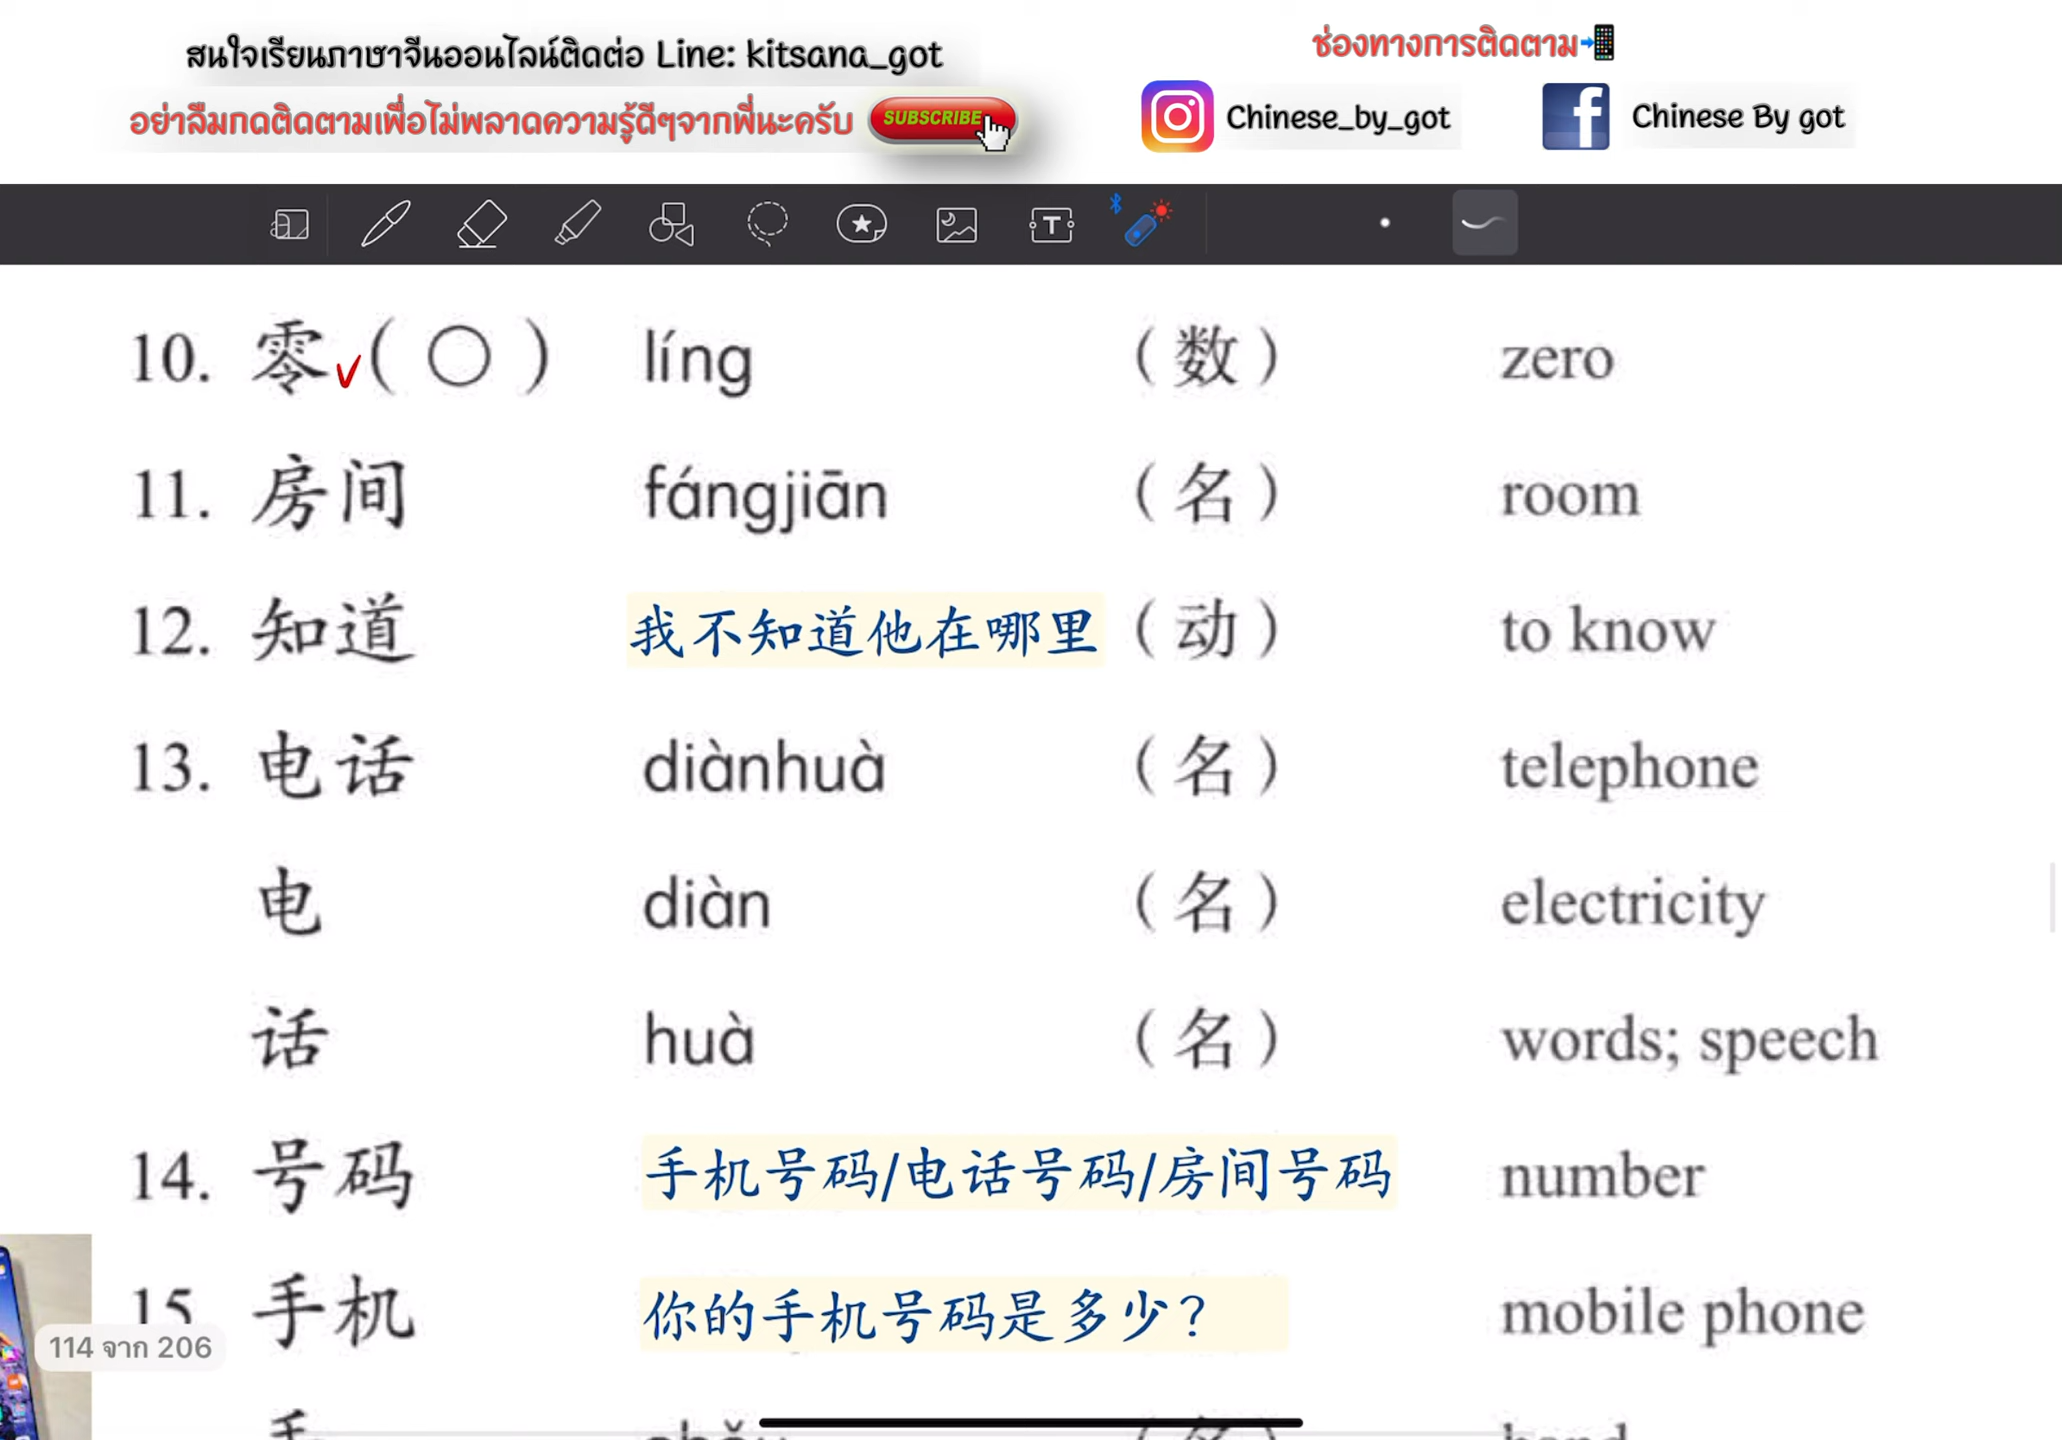 สนใจเรียนภาษาจีนออนไลน์ติดต่อ Line: kitsana_got
ช่องทางการติดตาม
อย่าลืมกดติดตามเพื่อไม่พลาดความรู้ดีๆจากพี่นะครับ SUBSCRIBE
Chinese_by_got
Chinese By got
10. 零 ( 〇 ) líng （数） zero
11. 房间 fángjiān （名） room
12. 知道 我不知道他在哪里 （动） to know
13. 电话 diànhuà （名） telephone
电 diàn （名） electricity
话 huà （名） words; speech
14. 号码 手机号码/电话号码/房间号码 number
15 手机 你的手机号码是多少？ mobile phone
114 จาก 206